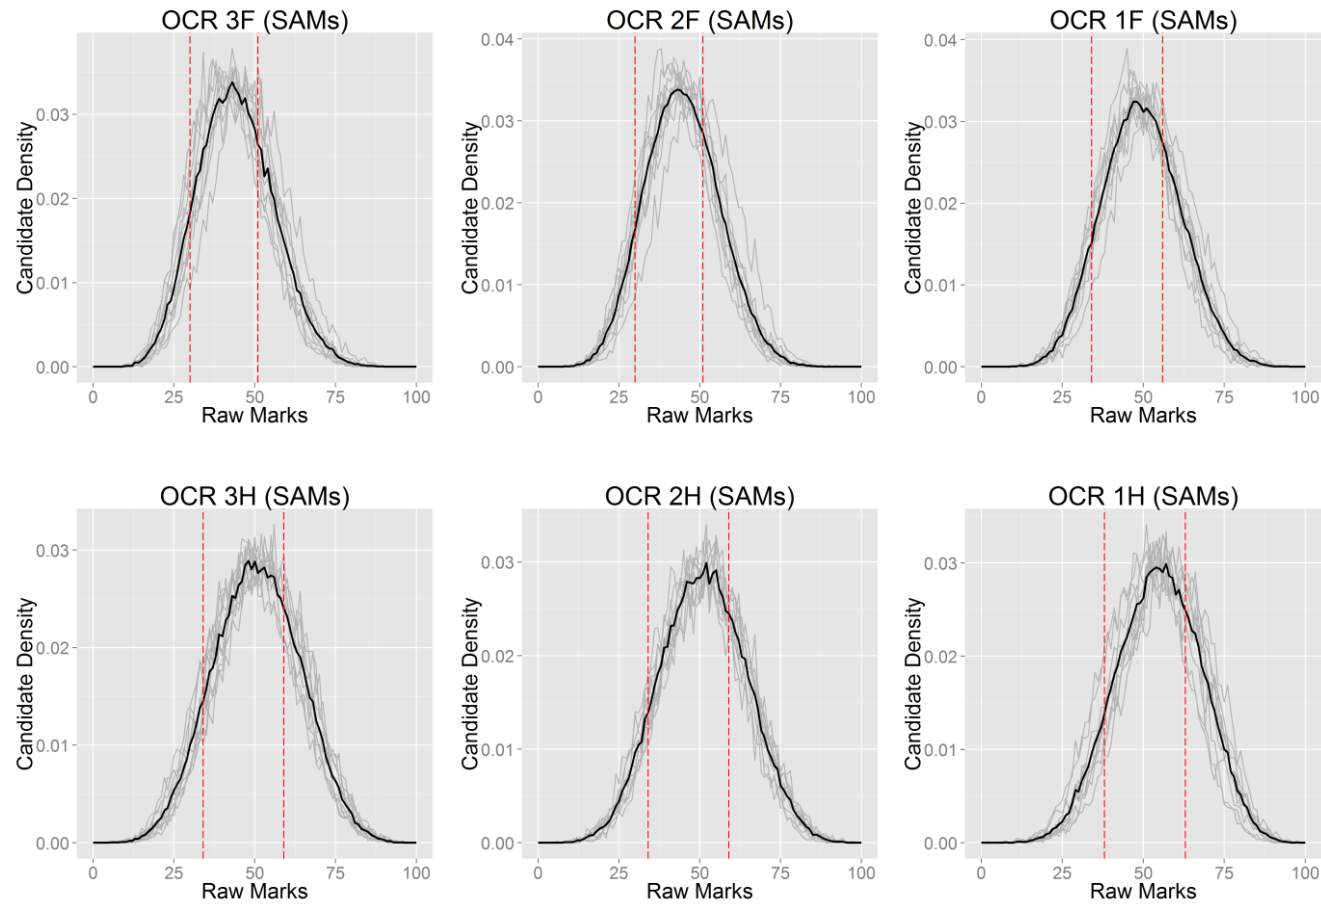 OCR 3F (SAMs)
OCR 2F (SAMs)
OCR 1F (SAMs)
Candidate Density
0.03
0.02
0.01
0.00
0 25 50 75 100
Raw Marks
Candidate Density
0.04
0.03
0.02
0.01
0.00
0 25 50 75 100
Raw Marks
Candidate Density
0.04
0.03
0.02
0.01
0.00
0 25 50 75 100
Raw Marks
OCR 3H (SAMs)
OCR 2H (SAMs)
OCR 1H (SAMs)
Candidate Density
0.03
0.02
0.01
0.00
0 25 50 75 100
Raw Marks
Candidate Density
0.03
0.02
0.01
0.00
0 25 50 75 100
Raw Marks
Candidate Density
0.03
0.02
0.01
0.00
0 25 50 75 100
Raw Marks